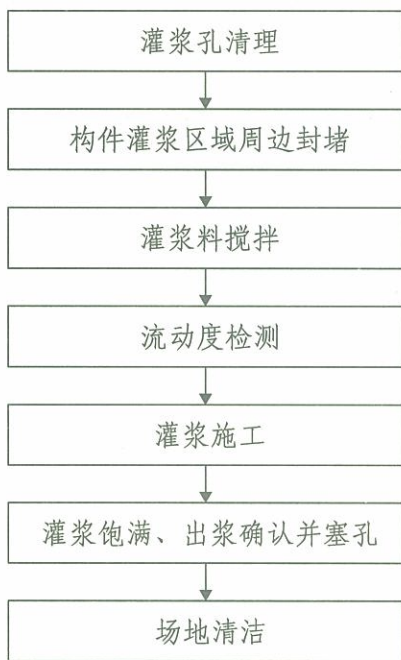 灌浆孔清理
构件灌浆区域周边封堵
灌浆料搅拌
流动度检测
灌浆施工
灌浆饱满、出浆确认并塞孔
场地清洁